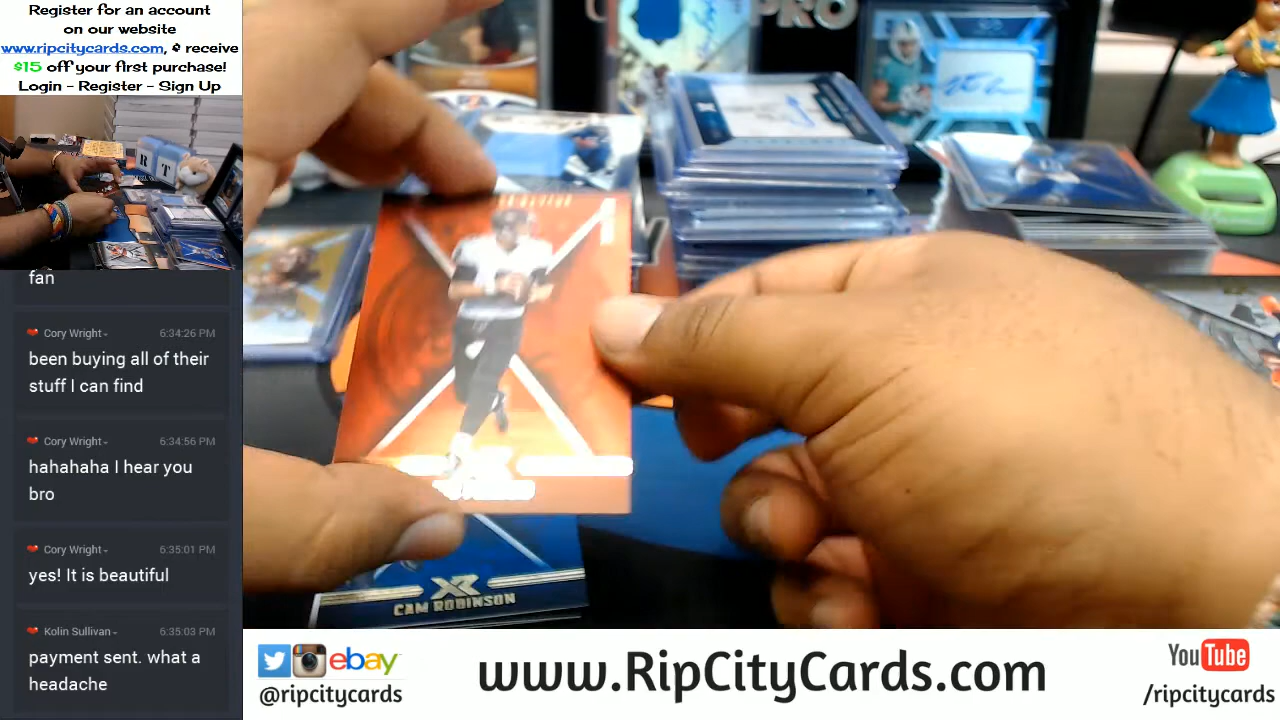 Register for an account
on our website
www.ripcitycards.com, & receive
$15 off your first purchase!
Login - Register - Sign Up
R T
fan
Cory Wright 6:34:26 PM
been buying all of their
stuff I can find
Cory Wright 6:34:56 PM
hahahaha I hear you
bro
Cory Wright 6:35:01 PM
yes! It is beautiful
Kolin Sullivan 6:35:03 PM
payment sent. what a
headache
PRO
XR
CAM ROBINSON
ebay
@ripcitycards
www.RipCityCards.com
YouTube
/ripcitycards